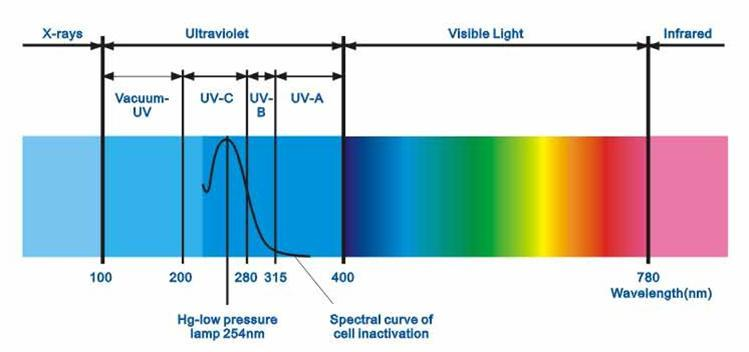 X-rays Ultraviolet Visible Light Infrared
Vacuum-
UV
UV-C
UV-
B
UV-A
100 200 280 315 400 780
Wavelength(nm)
Hg-low pressure
lamp 254nm
Spectral curve of
cell inactivation